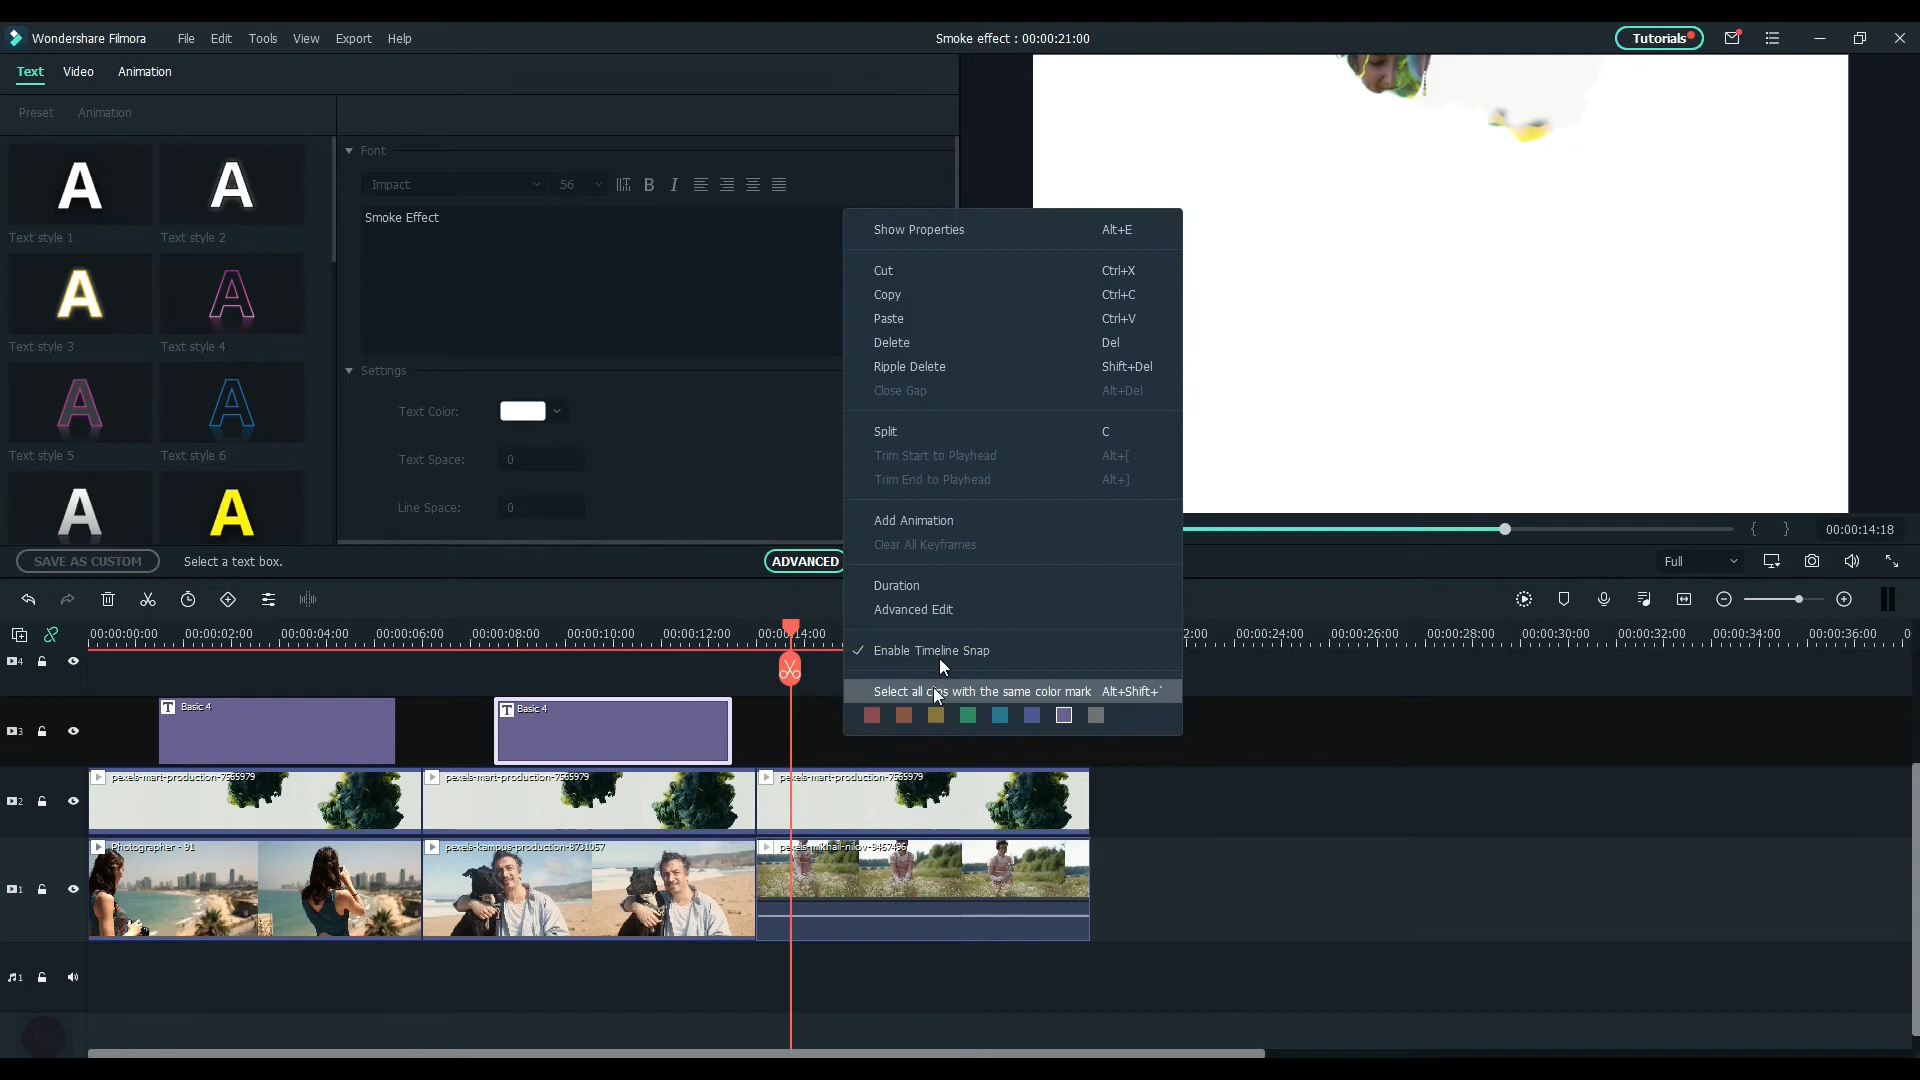 Wondershare Filmora File Edit Tools View Export Help Smoke effect : 00:00:21:00 Tutorials
Text Video Animation
Preset Animation
A A
Text style 1 Text style 2
A A
Text style 3 Text style 4
A A
Text style 5 Text style 6
A A
Font
Impact 56 B I
Smoke Effect
Settings
Text Color:
Text Space: 0
Line Space: 0
SAVE AS CUSTOM Select a text box. ADVANCED
Show Properties Alt+E
Cut Ctrl+X
Copy Ctrl+C
Paste Ctrl+V
Delete Del
Ripple Delete Shift+Del
Close Gap Alt+Del
Split C
Trim Start to Playhead Alt+[
Trim End to Playhead Alt+]
Add Animation
Clear All Keyframes
Duration
Advanced Edit
Enable Timeline Snap
Select all clips with the same color mark Alt+Shift+`
{ } 00:00:14:18
Full
00:00:00:00 00:00:02:00 00:00:04:00 00:00:06:00 00:00:08:00 00:00:10:00 00:00:12:00 00:00:14:00 2:00 00:00:24:00 00:00:26:00 00:00:28:00 00:00:30:00 00:00:32:00 00:00:34:00 00:00:36:00
4
3 T Basic 4 T Basic 4
2 pexels-mart-production-7565979 pexels-mart-production-7565979 pexels-mart-production-7565979
1 Photographer - 91 pexels-kampus-production-8731057 pexels-mikhail-nilov-9467496
1